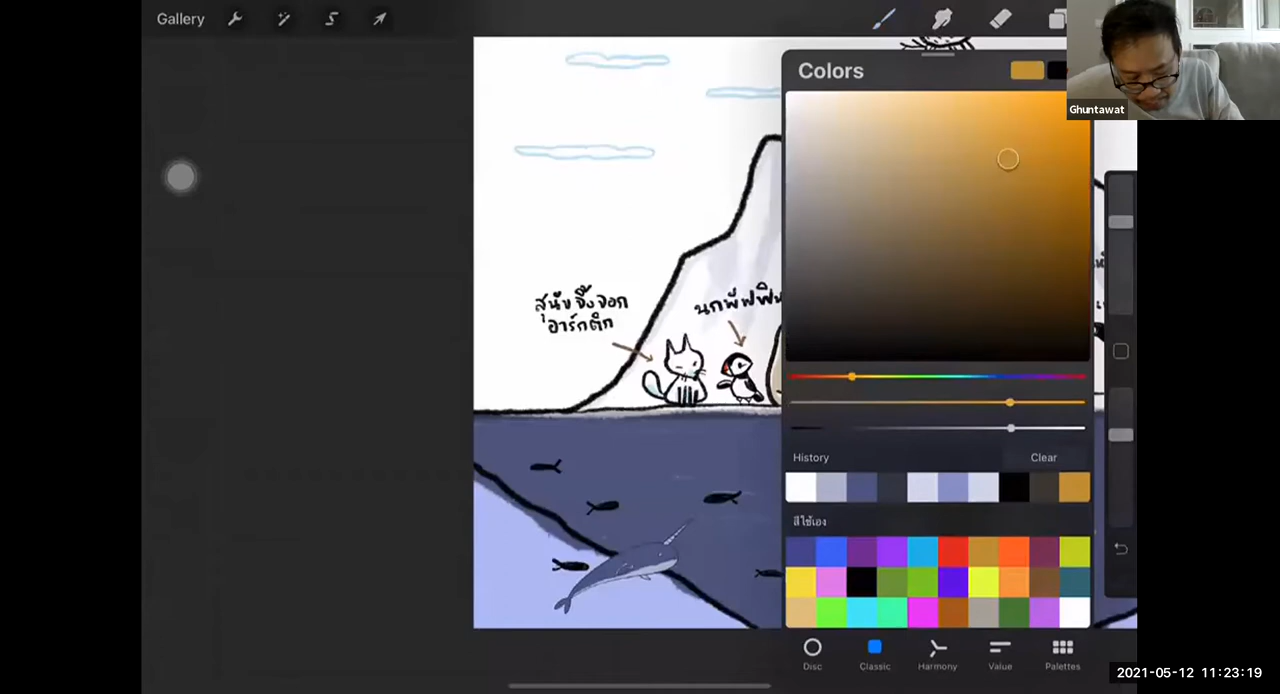 Gallery
Colors
Ghuntawat
สุนัขจิ้งจอก
อาร์กติก
นกพัฟฟิน
History
Clear
สีใช้เอง
Disc
Classic
Harmony
Value
Palettes
2021-05-12 11:23:19